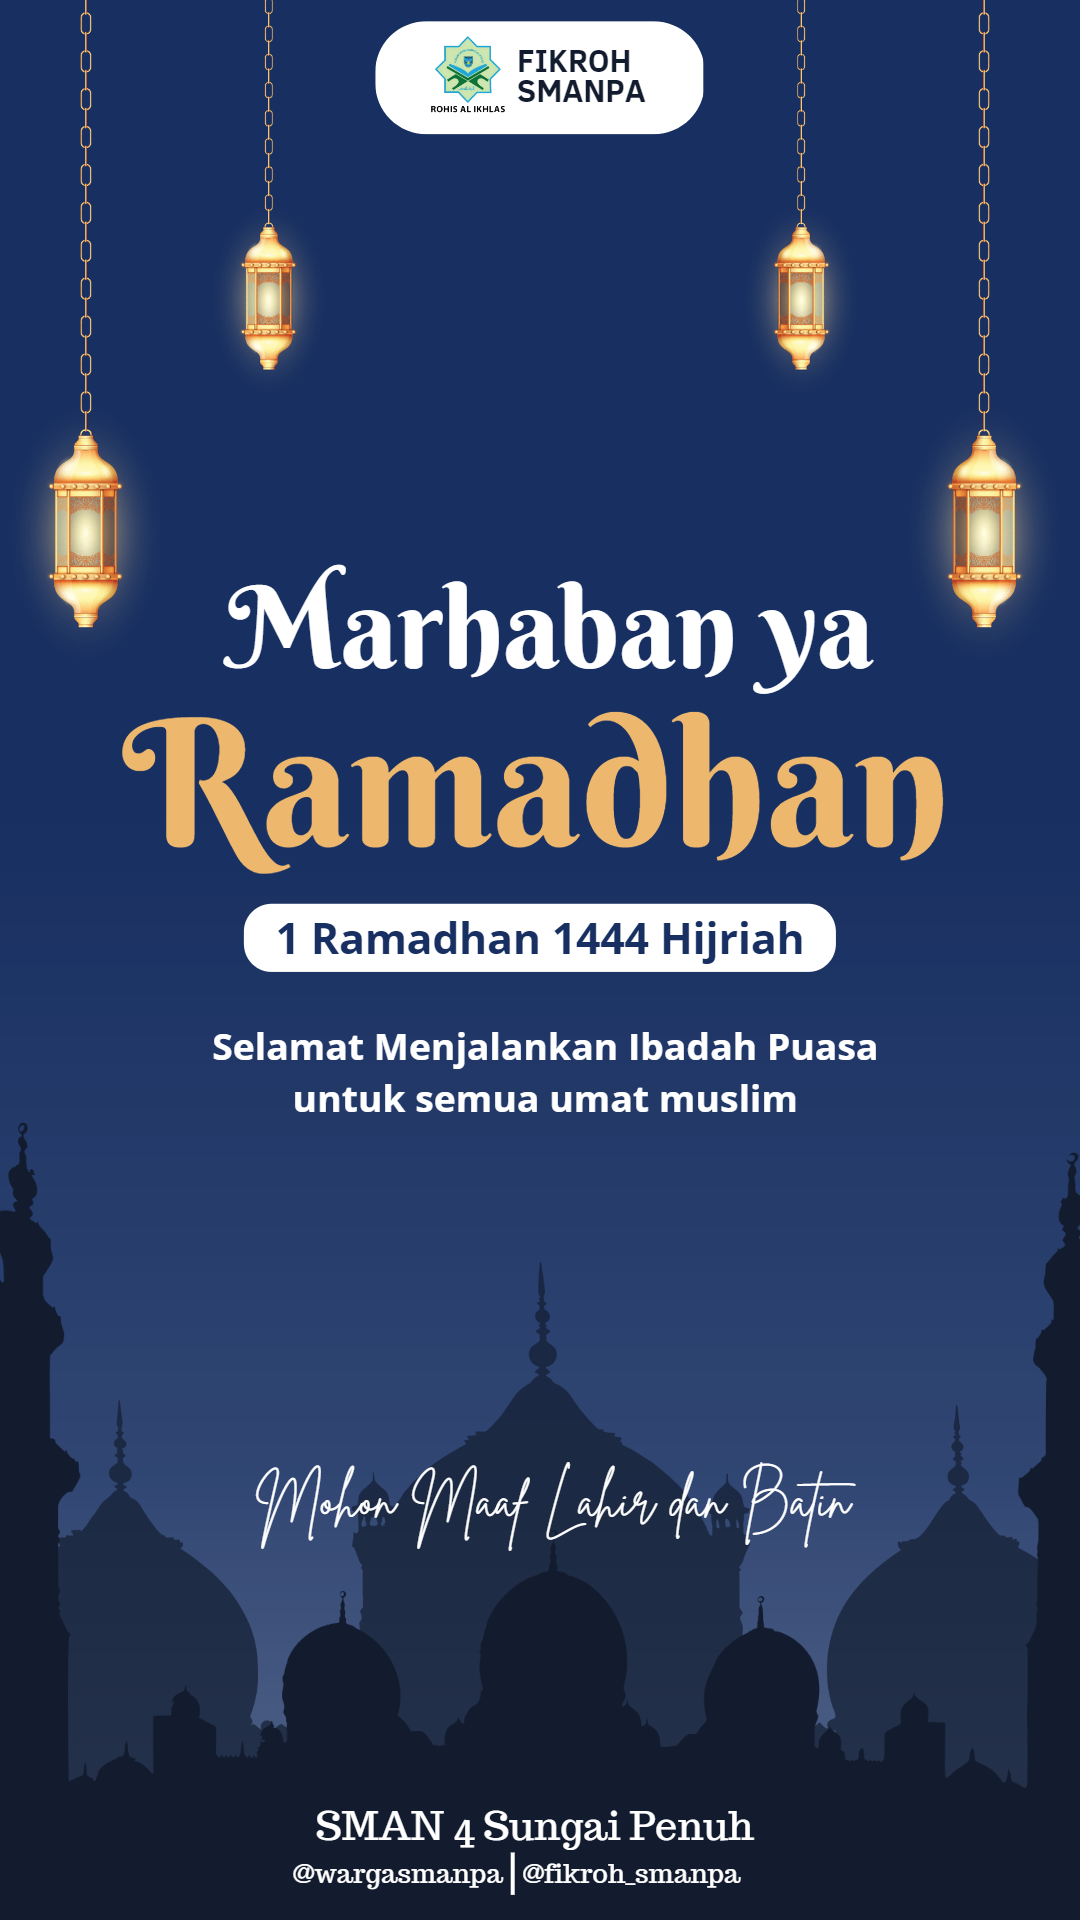 FIKROH
SMANPA
ROHIS AL IKHLAS
Marhaban ya
Ramadhan
1 Ramadhan 1444 Hijriah
Selamat Menjalankan Ibadah Puasa
untuk semua umat muslim
Mohon Maaf Lahir dan Batin
SMAN 4 Sungai Penuh
@wargasmanpa|@fikroh_smanpa